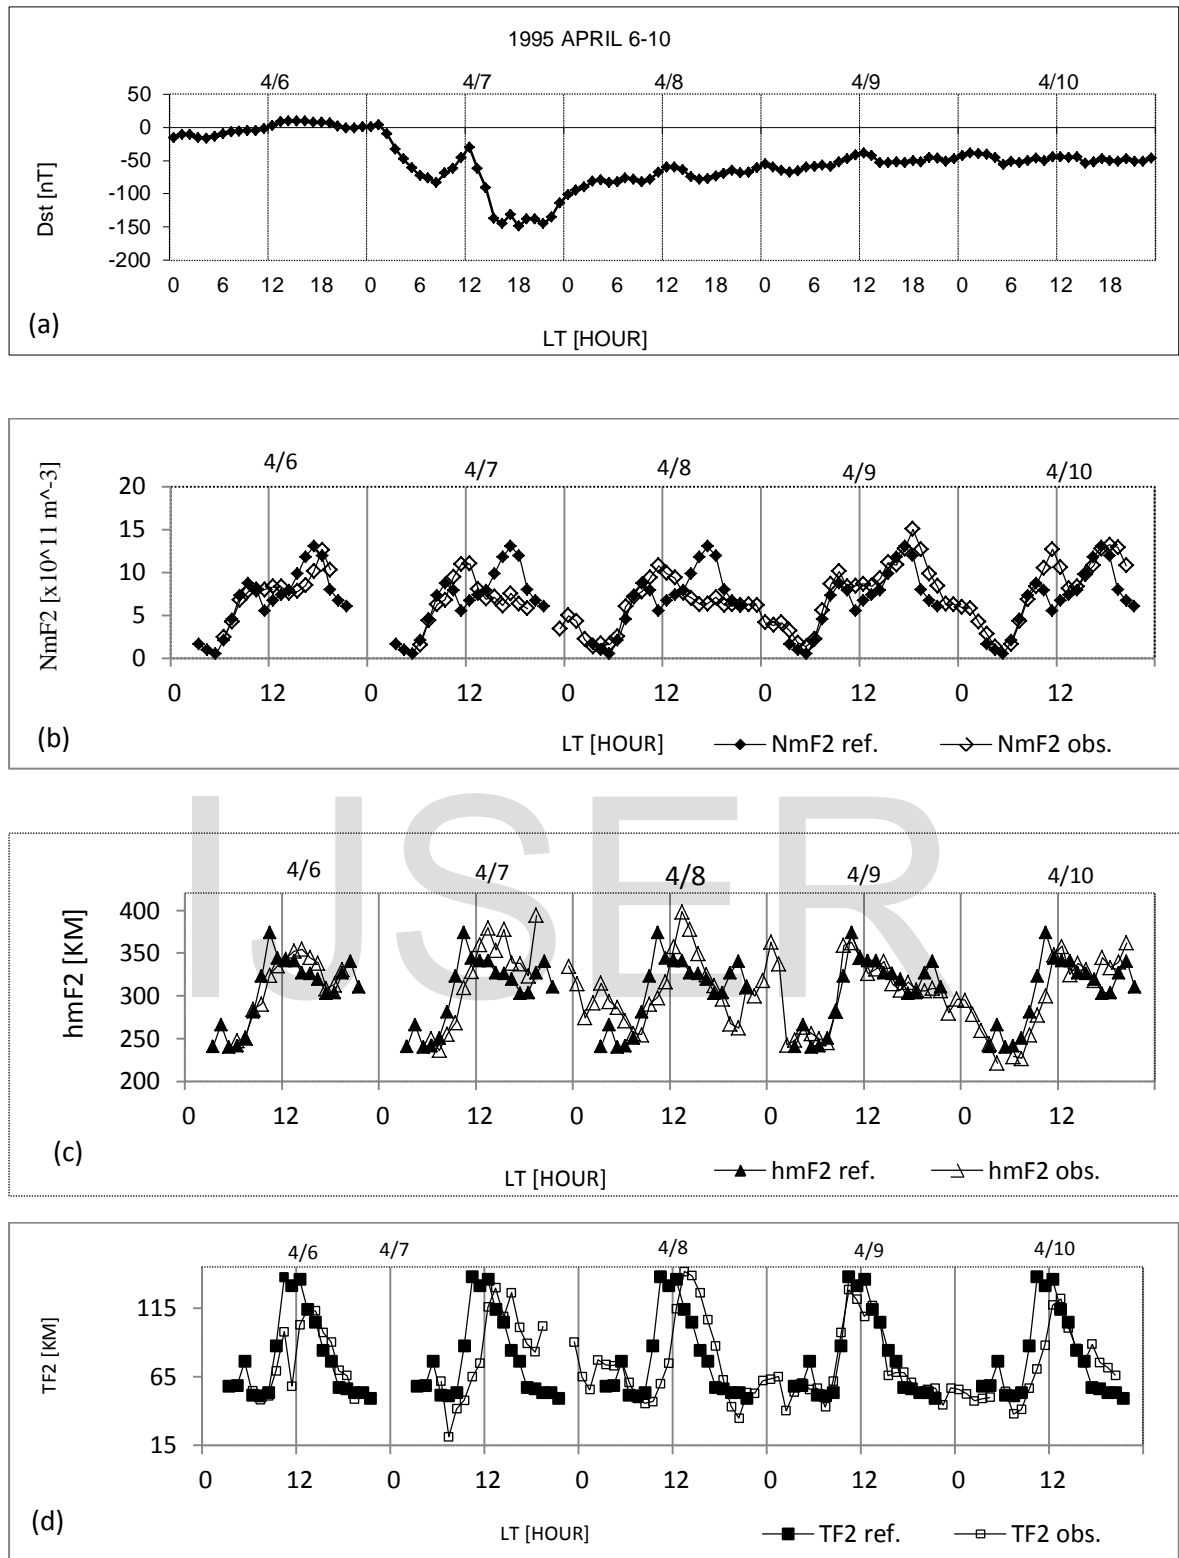 1995 APRIL 6-10
4/6 4/7 4/8 4/9 4/10
50
0
-50
-100
-150
-200
Dst [nT]
0 6 12 18 0 6 12 18 0 6 12 18 0 6 12 18 0 6 12 18
(a)
LT [HOUR]
4/6 4/7 4/8 4/9 4/10
20
15
10
5
0
NmF2 [x10^11 m^-3]
0 12 0 12 0 12 0 12 0 12
(b)
LT [HOUR] NmF2 ref. NmF2 obs.
IJSER
4/6 4/7 4/8 4/9 4/10
400
350
300
250
200
hmF2 [KM]
0 12 0 12 0 12 0 12 0 12
(c)
LT [HOUR] hmF2 ref. hmF2 obs.
4/6 4/7 4/8 4/9 4/10
115
65
15
TF2 [KM]
0 12 0 12 0 12 0 12 0 12
(d)
LT [HOUR] TF2 ref. TF2 obs.